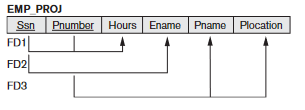 EMP_PROJ
Ssn Pnumber Hours Ename Pname Plocation
FD1
FD2
FD3